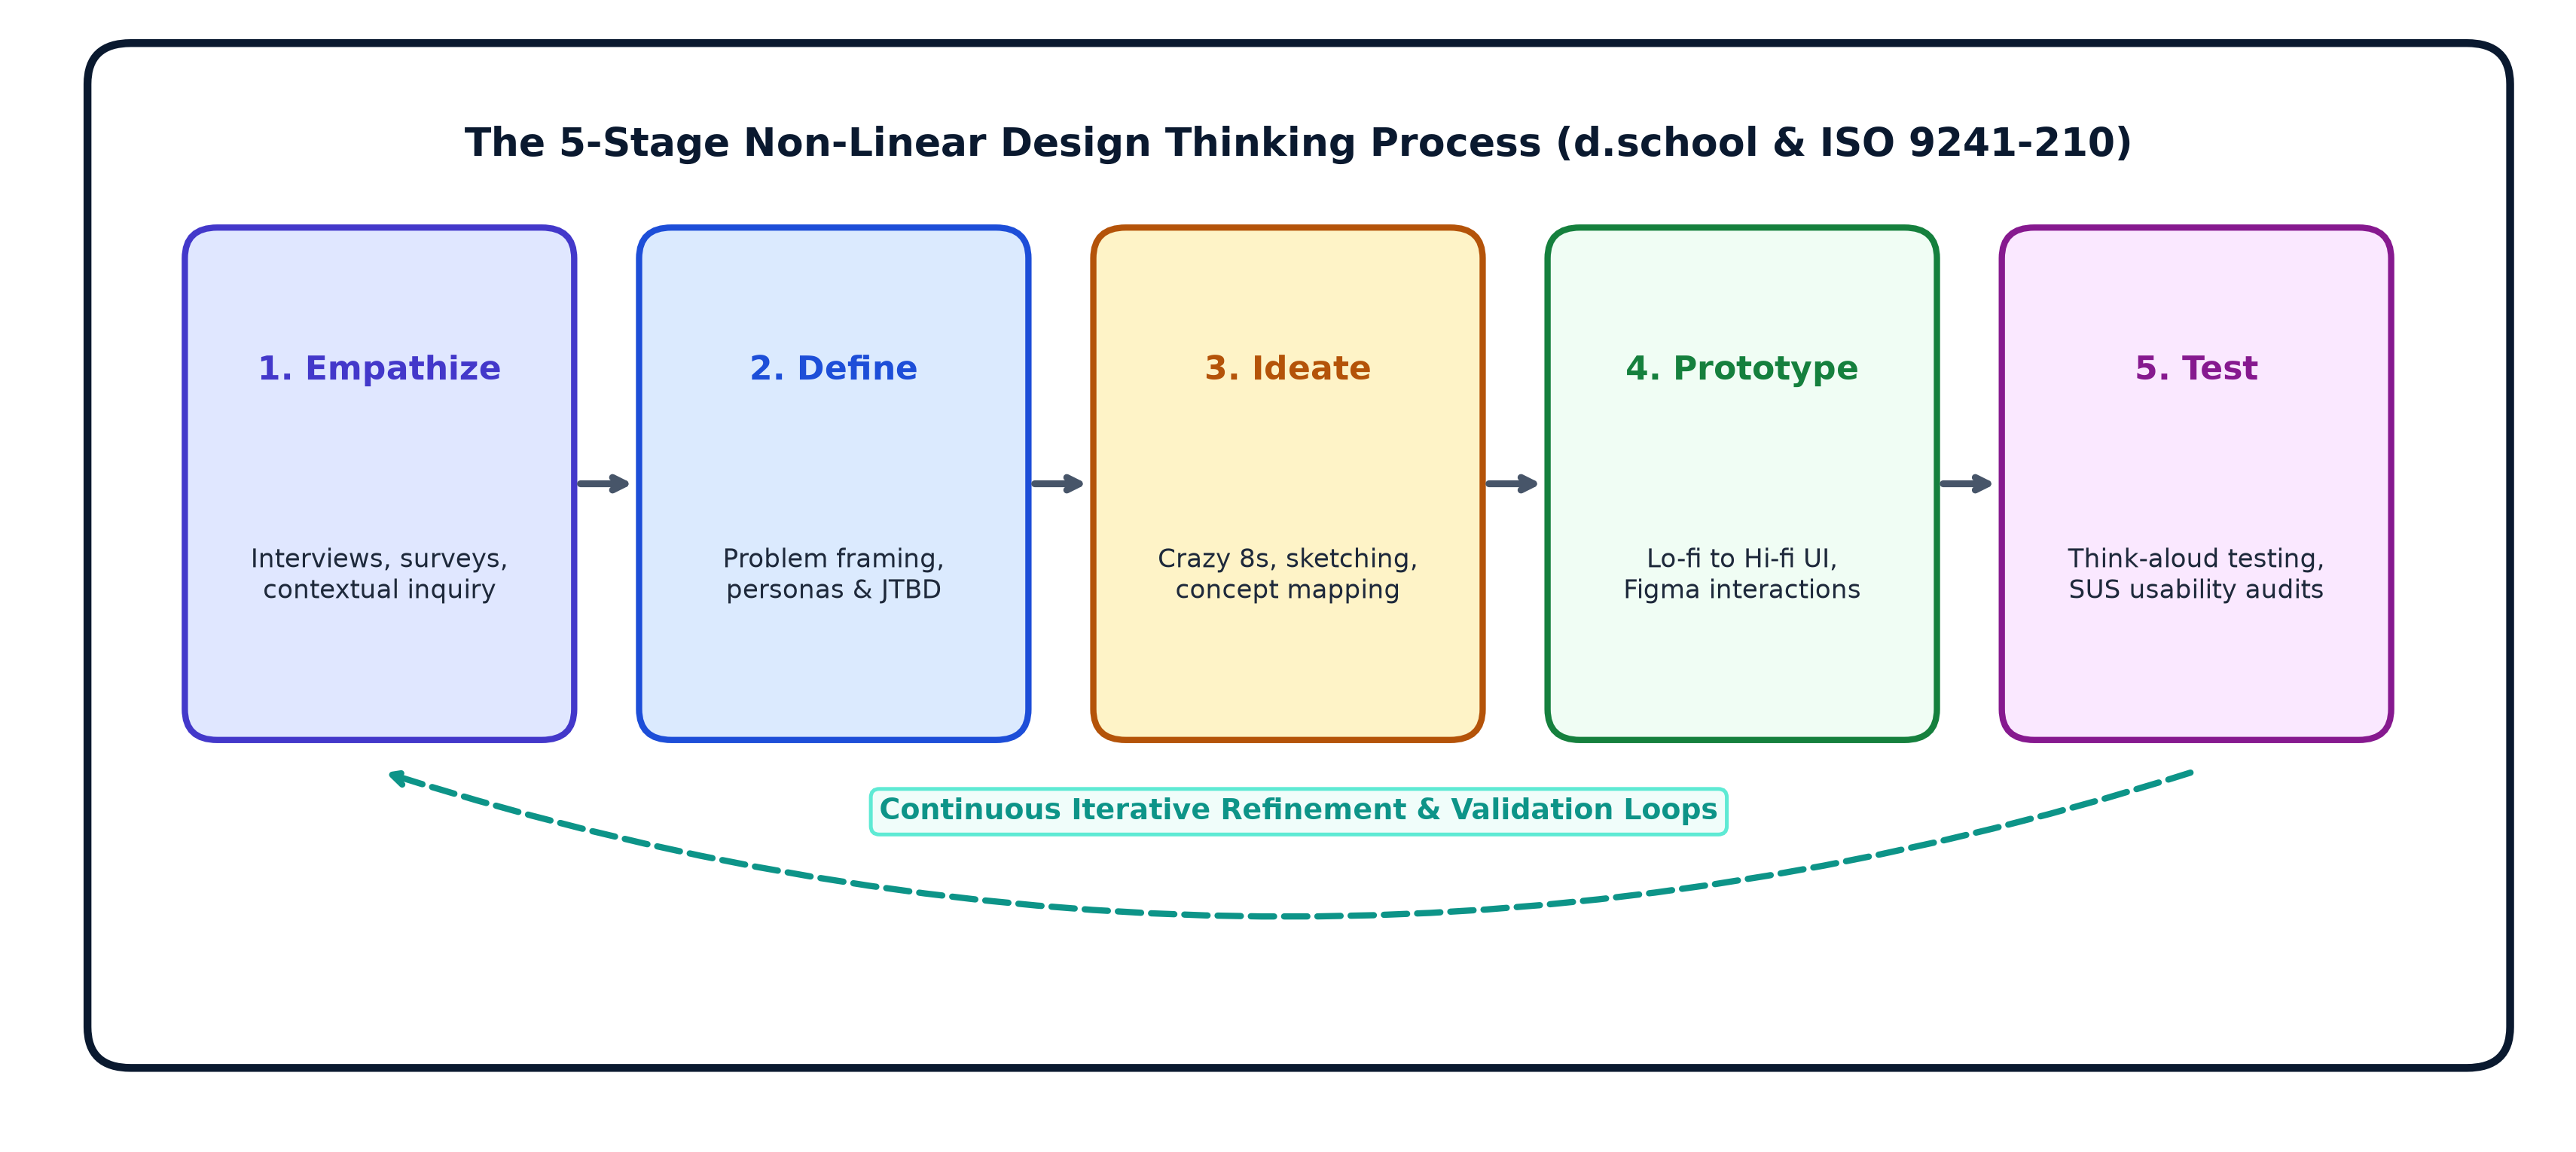 The 5-Stage Non-Linear Design Thinking Process (d.school & ISO 9241-210)
1. Empathize
Interviews, surveys,
contextual inquiry
2. Define
Problem framing,
personas & JTBD
3. Ideate
Crazy 8s, sketching,
concept mapping
4. Prototype
Lo-fi to Hi-fi UI,
Figma interactions
5. Test
Think-aloud testing,
SUS usability audits
Continuous Iterative Refinement & Validation Loops